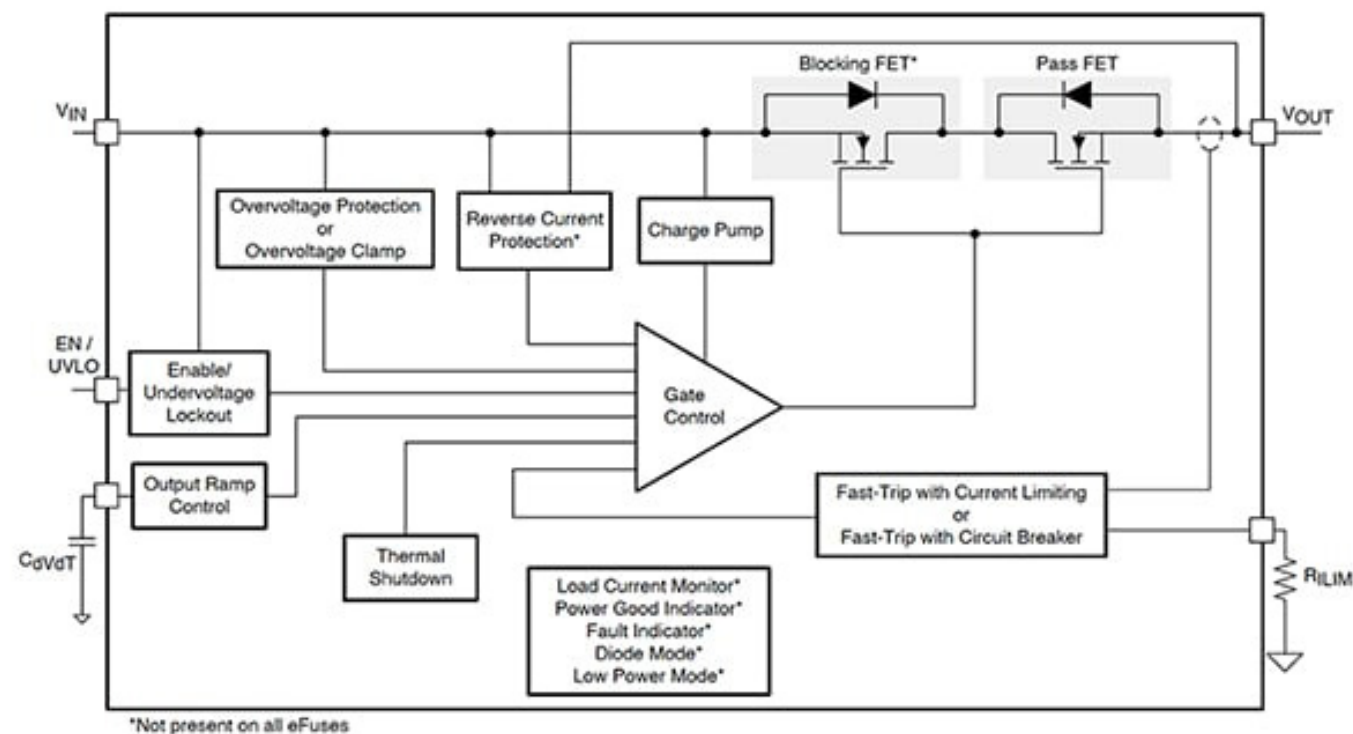 Blocking FET*
Pass FET
VIN
VOUT
Overvoltage Protection
or
Overvoltage Clamp
Reverse Current
Protection*
Charge Pump
EN /
UVLO
Enable/
Undervoltage
Lockout
Gate
Control
Output Ramp
Control
CdVdT
Thermal
Shutdown
Fast-Trip with Current Limiting
or
Fast-Trip with Circuit Breaker
RILIM
Load Current Monitor*
Power Good Indicator*
Fault Indicator*
Diode Mode*
Low Power Mode*
*Not present on all eFuses